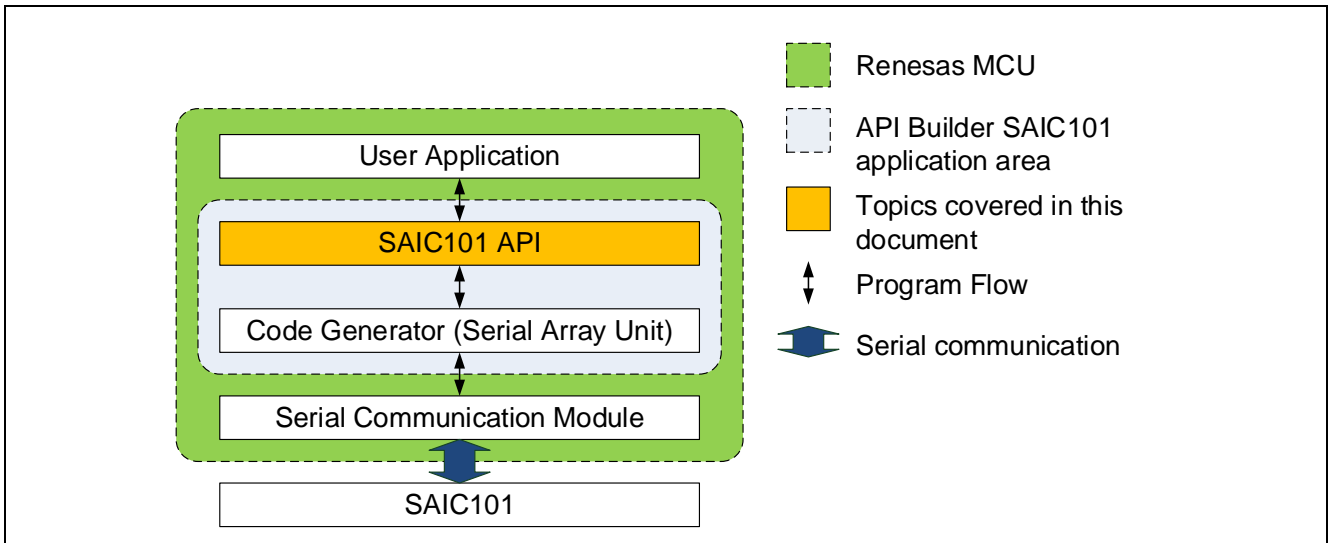 User Application
SAIC101 API
Code Generator (Serial Array Unit)
Serial Communication Module
SAIC101
Renesas MCU
API Builder SAIC101
application area
Topics covered in this
document
Program Flow
Serial communication